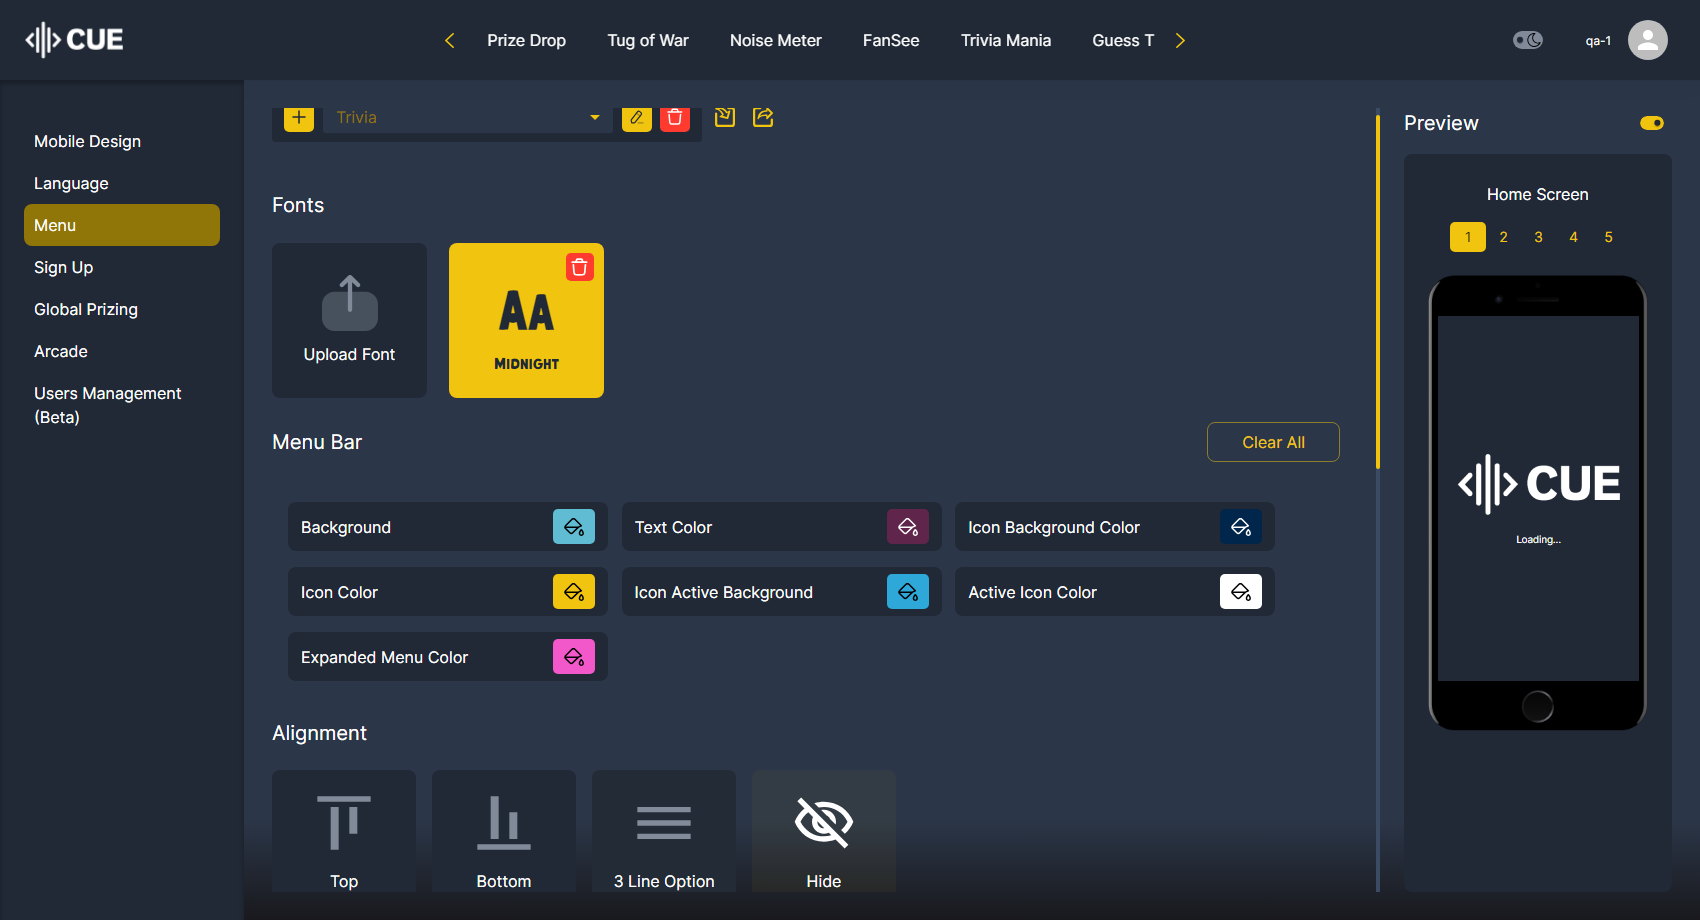 CUE
Prize Drop
Tug of War
Noise Meter
FanSee
Trivia Mania
Guess T
qa-1
Mobile Design
Language
Menu
Sign Up
Global Prizing
Arcade
Users Management
(Beta)
Trivia
Fonts
Upload Font
AA
MIDNIGHT
Menu Bar
Clear All
Background
Text Color
Icon Background Color
Icon Color
Icon Active Background
Active Icon Color
Expanded Menu Color
Alignment
Top
Bottom
3 Line Option
Hide
Preview
Home Screen
1 2 3 4 5
CUE
Loading...